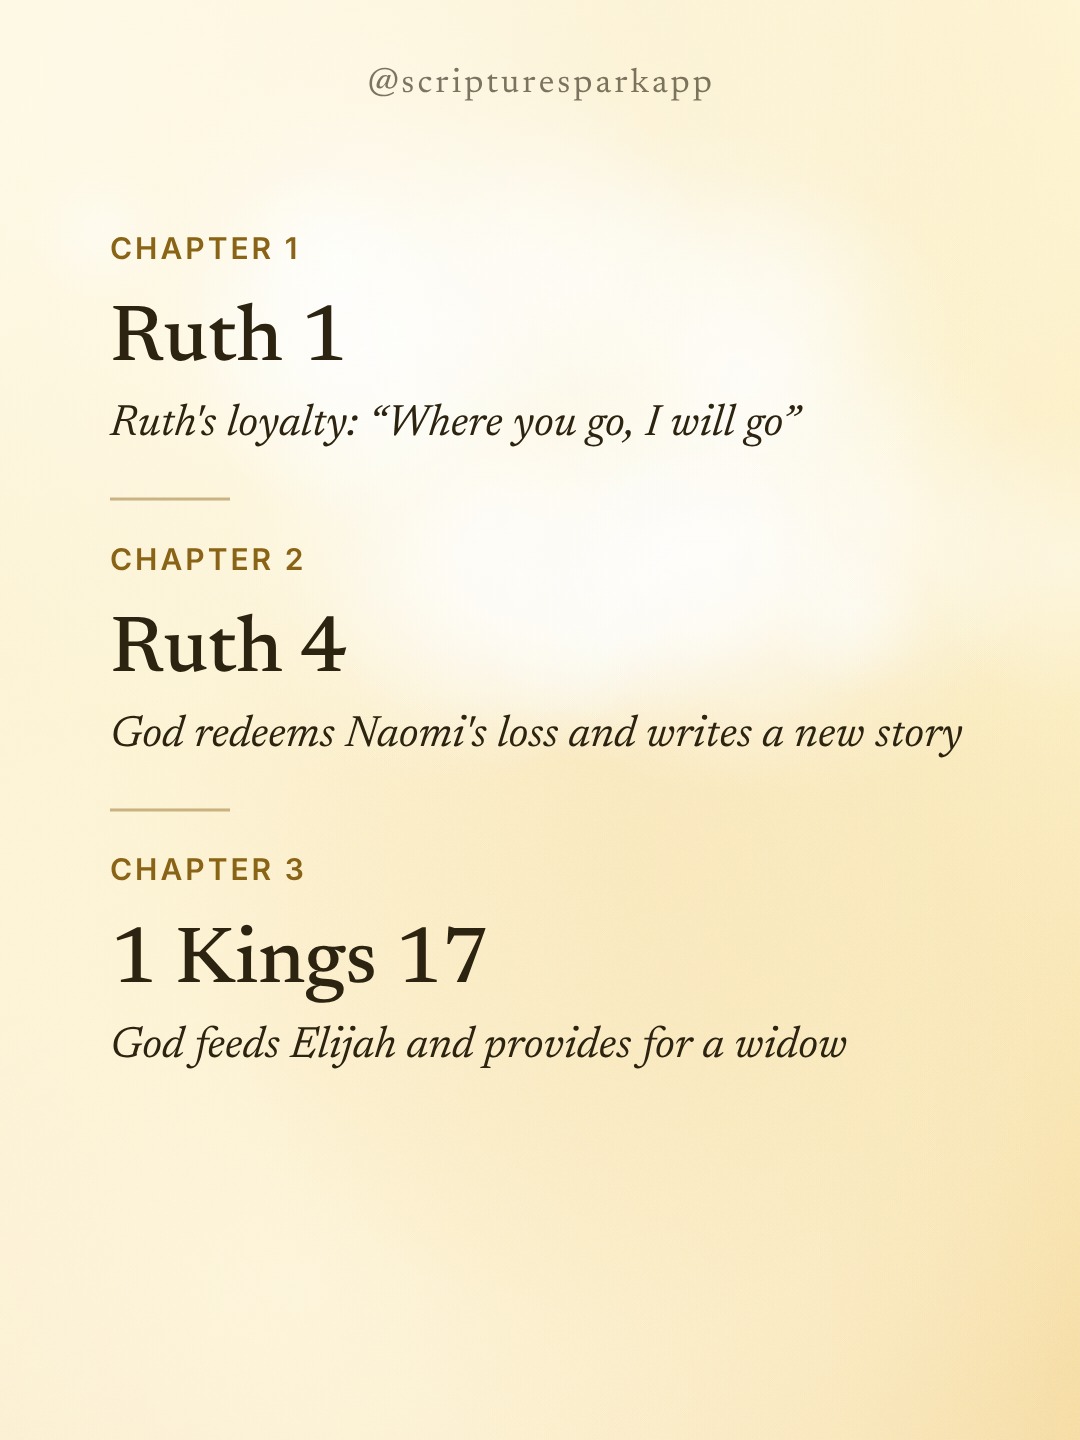 @scripturesparkapp
CHAPTER 1
Ruth 1
Ruth's loyalty: “Where you go, I will go”
CHAPTER 2
Ruth 4
God redeems Naomi's loss and writes a new story
CHAPTER 3
1 Kings 17
God feeds Elijah and provides for a widow